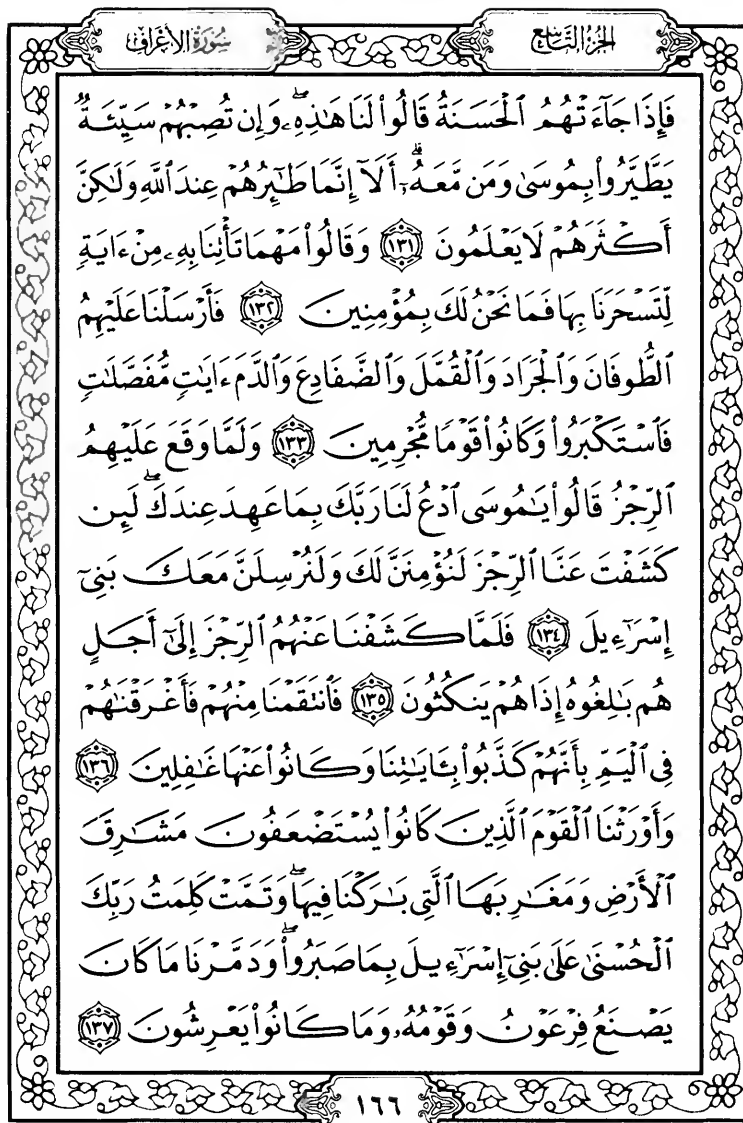 الجزء التاسع
سورة الأعراف
فَإِذَا جَآءَتْهُمُ ٱلْحَسَنَةُ قَالُوا۟ لَنَا هَـٰذِهِۦ ۖ وَإِن تُصِبْهُمْ سَيِّئَةٌ
يَطَّيَّرُوا۟ بِمُوسَىٰ وَمَن مَّعَهُۥٓ ۗ أَلَآ إِنَّمَا طَـٰٓئِرُهُمْ عِندَ ٱللَّهِ وَلَـٰكِنَّ
أَكْثَرَهُمْ لَا يَعْلَمُونَ ١٣١ وَقَالُوا۟ مَهْمَا تَأْتِنَا بِهِۦ مِنْ ءَايَةٍ
لِّتَسْحَرَنَا بِهَا فَمَا نَحْنُ لَكَ بِمُؤْمِنِينَ ١٣٢ فَأَرْسَلْنَا عَلَيْهِمُ
ٱلطُّوفَانَ وَٱلْجَرَادَ وَٱلْقُمَّلَ وَٱلضَّفَادِعَ وَٱلدَّمَ ءَايَـٰتٍ مُّفَصَّلَـٰتٍ
فَٱسْتَكْبَرُوا۟ وَكَانُوا۟ قَوْمًا مُّجْرِمِينَ ١٣٣ وَلَمَّا وَقَعَ عَلَيْهِمُ
ٱلرِّجْزُ قَالُوا۟ يَـٰمُوسَى ٱدْعُ لَنَا رَبَّكَ بِمَا عَهِدَ عِندَكَ ۖ لَئِن
كَشَفْتَ عَنَّا ٱلرِّجْزَ لَنُؤْمِنَنَّ لَكَ وَلَنُرْسِلَنَّ مَعَكَ بَنِىٓ
إِسْرَٰٓءِيلَ ١٣٤ فَلَمَّا كَشَفْنَا عَنْهُمُ ٱلرِّجْزَ إِلَىٰٓ أَجَلٍ
هُم بَـٰلِغُوهُ إِذَا هُمْ يَنكُثُونَ ١٣٥ فَٱنتَقَمْنَا مِنْهُمْ فَأَغْرَقْنَـٰهُمْ
فِى ٱلْيَمِّ بِأَنَّهُمْ كَذَّبُوا۟ بِـَٔايَـٰتِنَا وَكَانُوا۟ عَنْهَا غَـٰفِلِينَ ١٣٦
وَأَوْرَثْنَا ٱلْقَوْمَ ٱلَّذِينَ كَانُوا۟ يُسْتَضْعَفُونَ مَشَـٰرِقَ
ٱلْأَرْضِ وَمَغَـٰرِبَهَا ٱلَّتِى بَـٰرَكْنَا فِيهَا ۖ وَتَمَّتْ كَلِمَتُ رَبِّكَ
ٱلْحُسْنَىٰ عَلَىٰ بَنِىٓ إِسْرَٰٓءِيلَ بِمَا صَبَرُوا۟ ۖ وَدَمَّرْنَا مَا كَانَ
يَصْنَعُ فِرْعَوْنُ وَقَوْمُهُۥ وَمَا كَانُوا۟ يَعْرِشُونَ ١٣٧
١٦٦